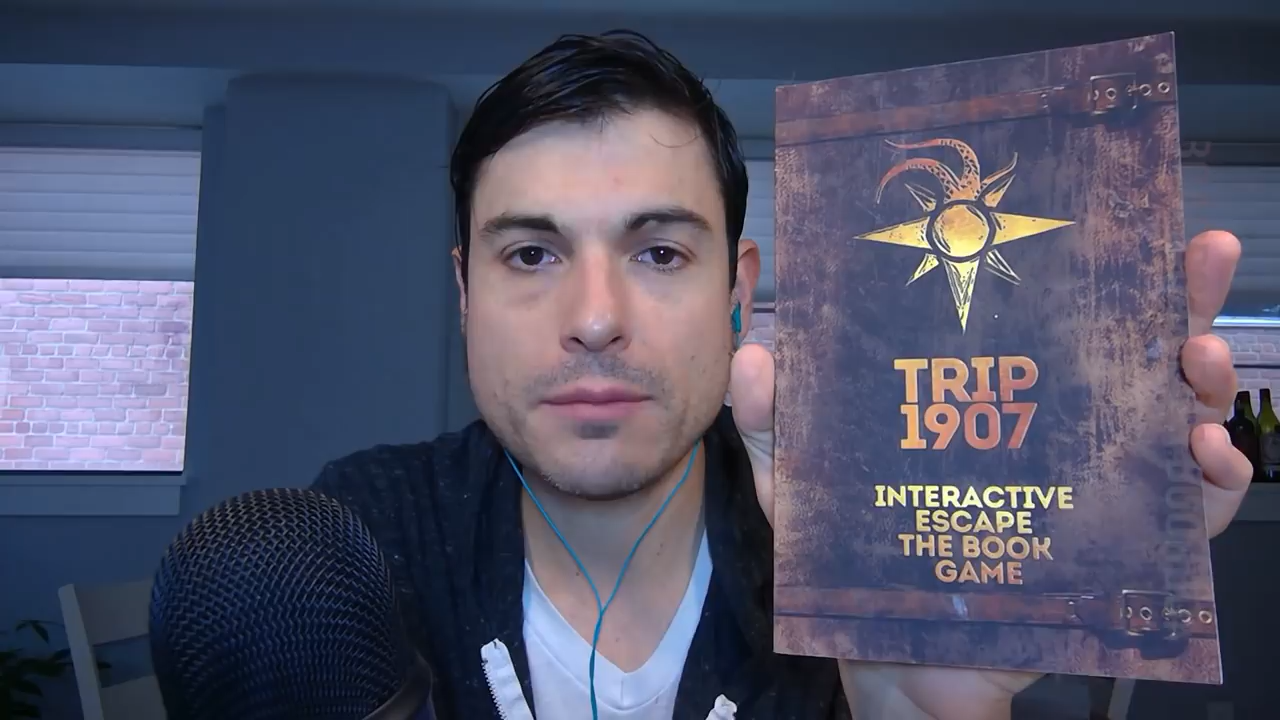 TRIP
1907
INTERACTIVE
ESCAPE
THE BOOK
GAME